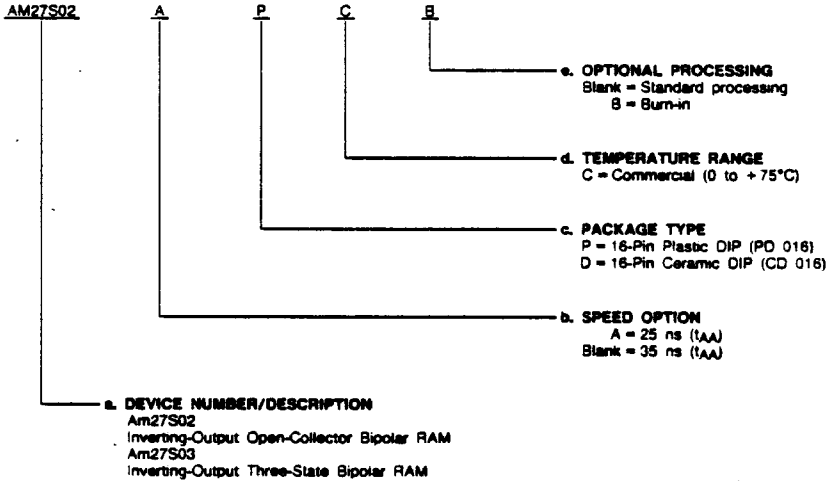 AM27S02 A P C B
e. OPTIONAL PROCESSING
Blank = Standard processing
B = Burn-in
d. TEMPERATURE RANGE
C = Commercial (0 to +75°C)
c. PACKAGE TYPE
P = 16-Pin Plastic DIP (PD 016)
D = 16-Pin Ceramic DIP (CD 016)
b. SPEED OPTION
A = 25 ns (tAA)
Blank = 35 ns (tAA)
a. DEVICE NUMBER/DESCRIPTION
Am27S02
Inverting-Output Open-Collector Bipolar RAM
Am27S03
Inverting-Output Three-State Bipolar RAM